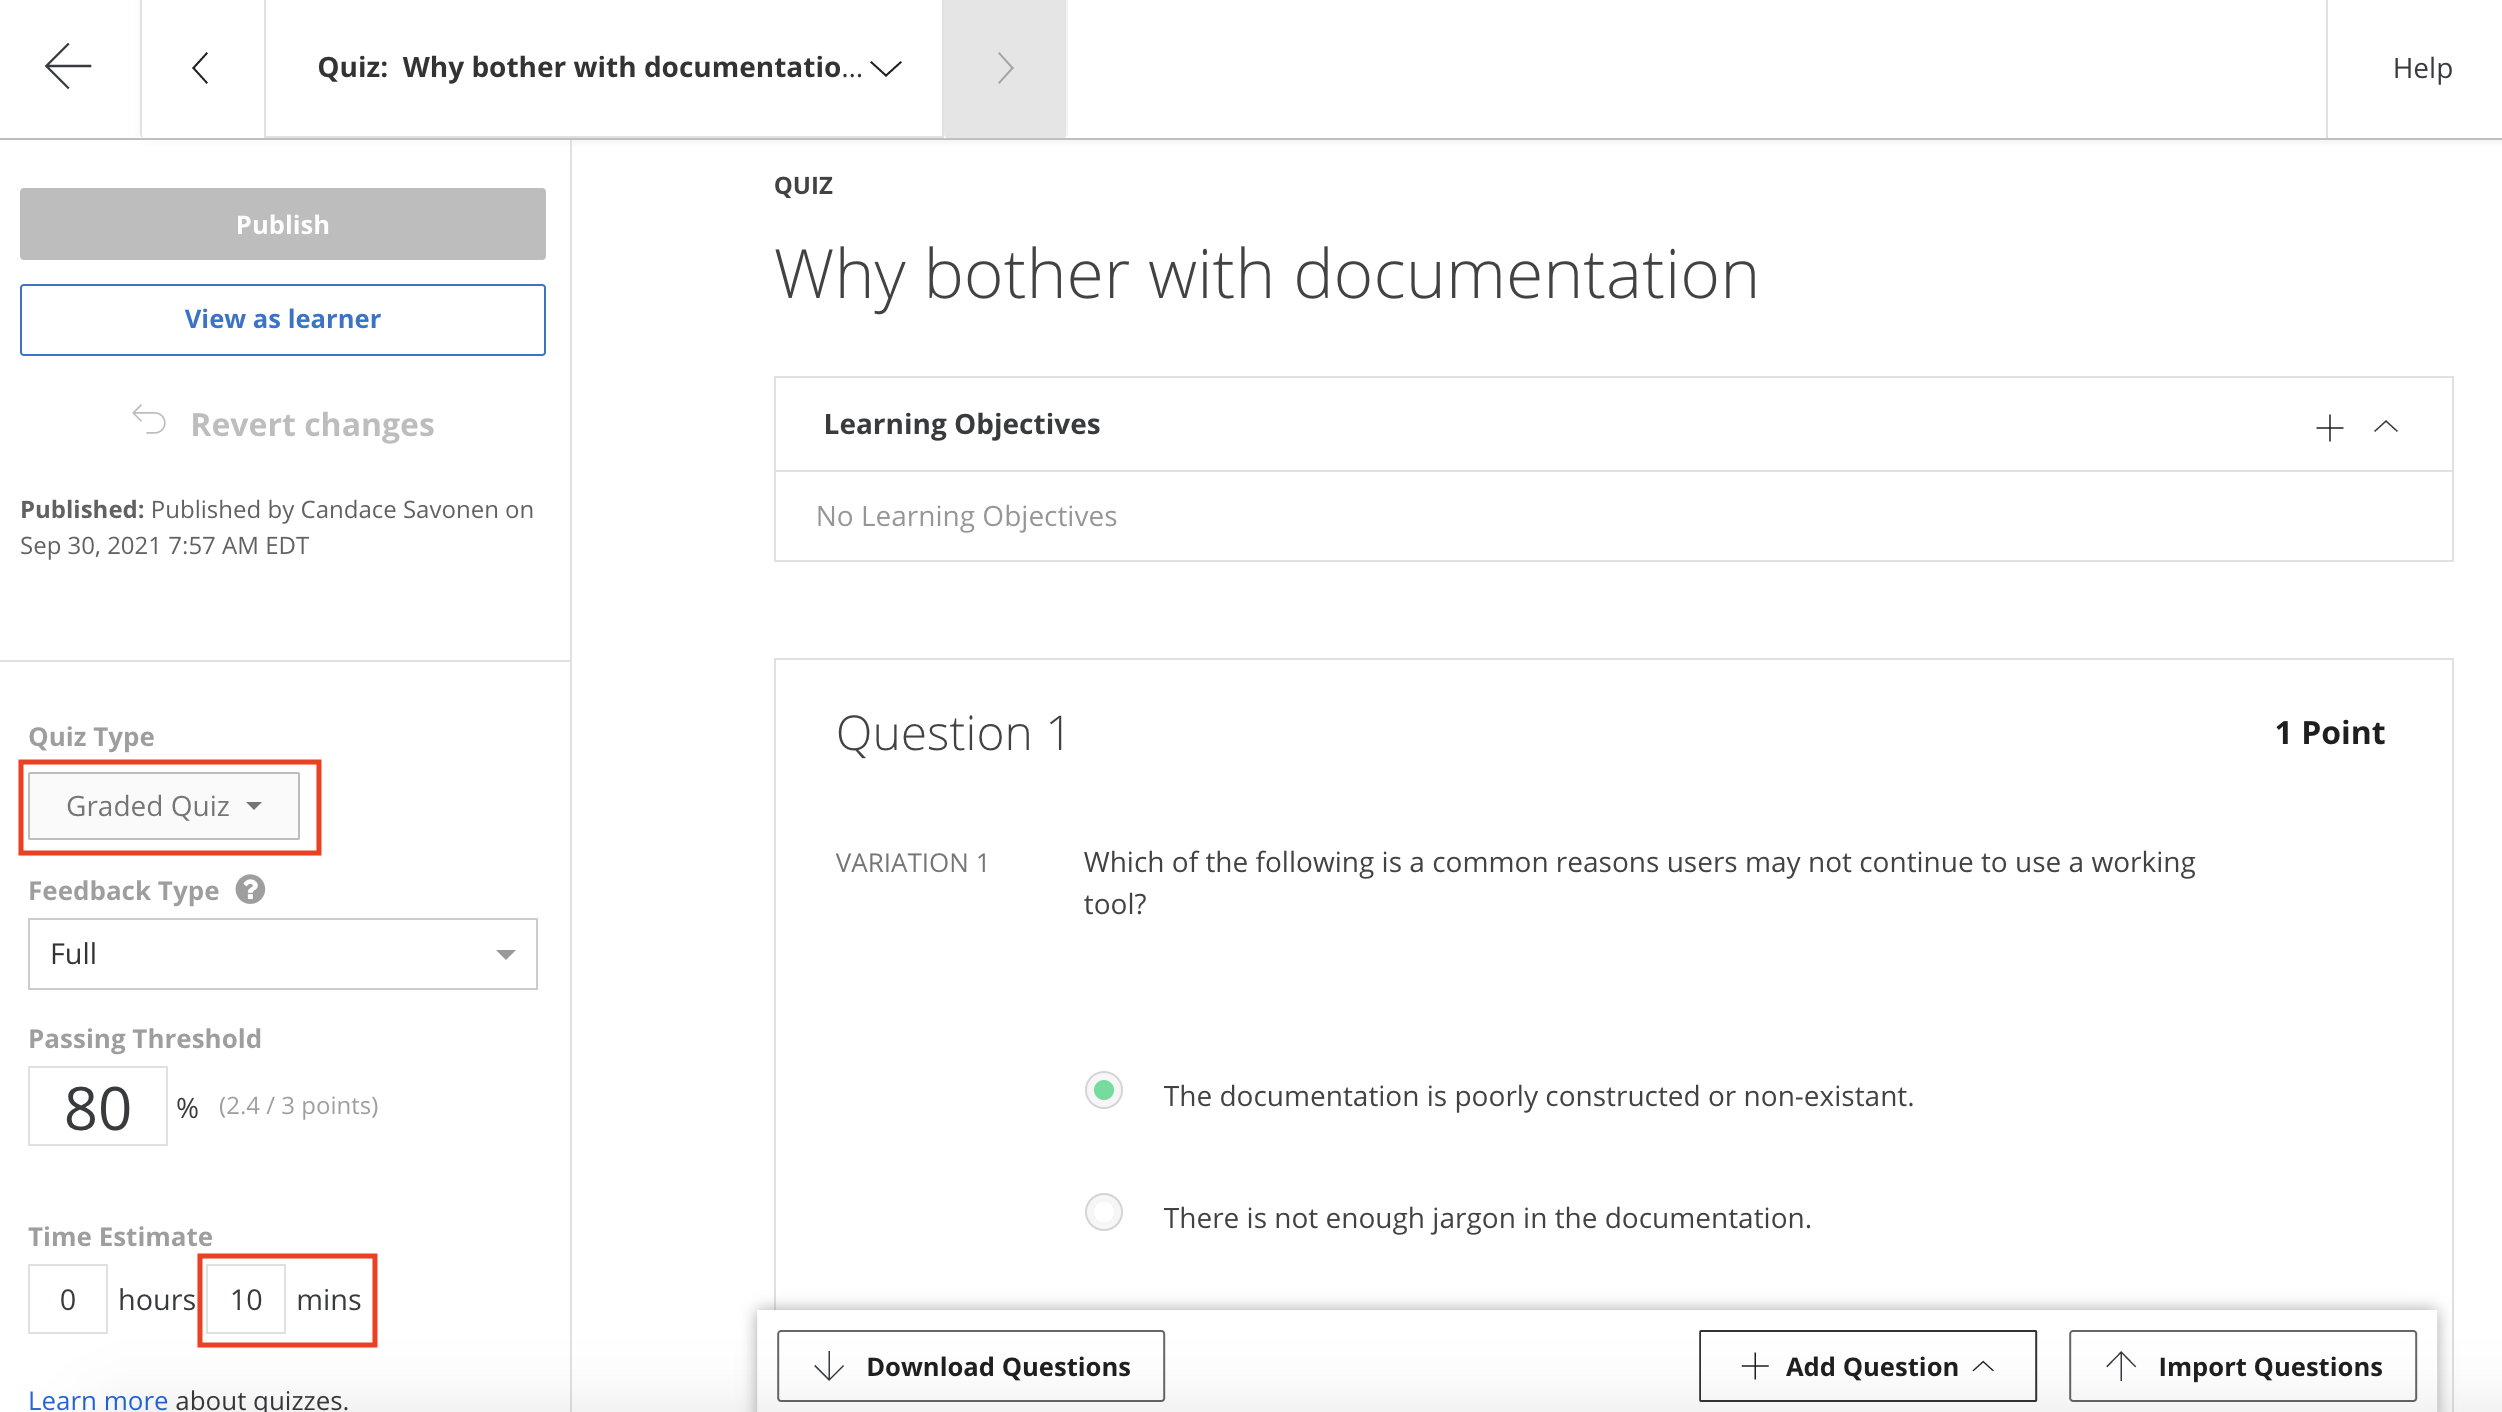 Quiz: Why bother with documentatio...
Help
Publish
View as learner
Revert changes
Published: Published by Candace Savonen on
Sep 30, 2021 7:57 AM EDT
Quiz Type
Graded Quiz
Feedback Type ?
Full
Passing Threshold
80 % (2.4 / 3 points)
Time Estimate
0 hours 10 mins
Learn more about quizzes.
QUIZ
Why bother with documentation
Learning Objectives
No Learning Objectives
Question 1
1 Point
VARIATION 1
Which of the following is a common reasons users may not continue to use a working
tool?
The documentation is poorly constructed or non-existant.
There is not enough jargon in the documentation.
Download Questions
Add Question
Import Questions